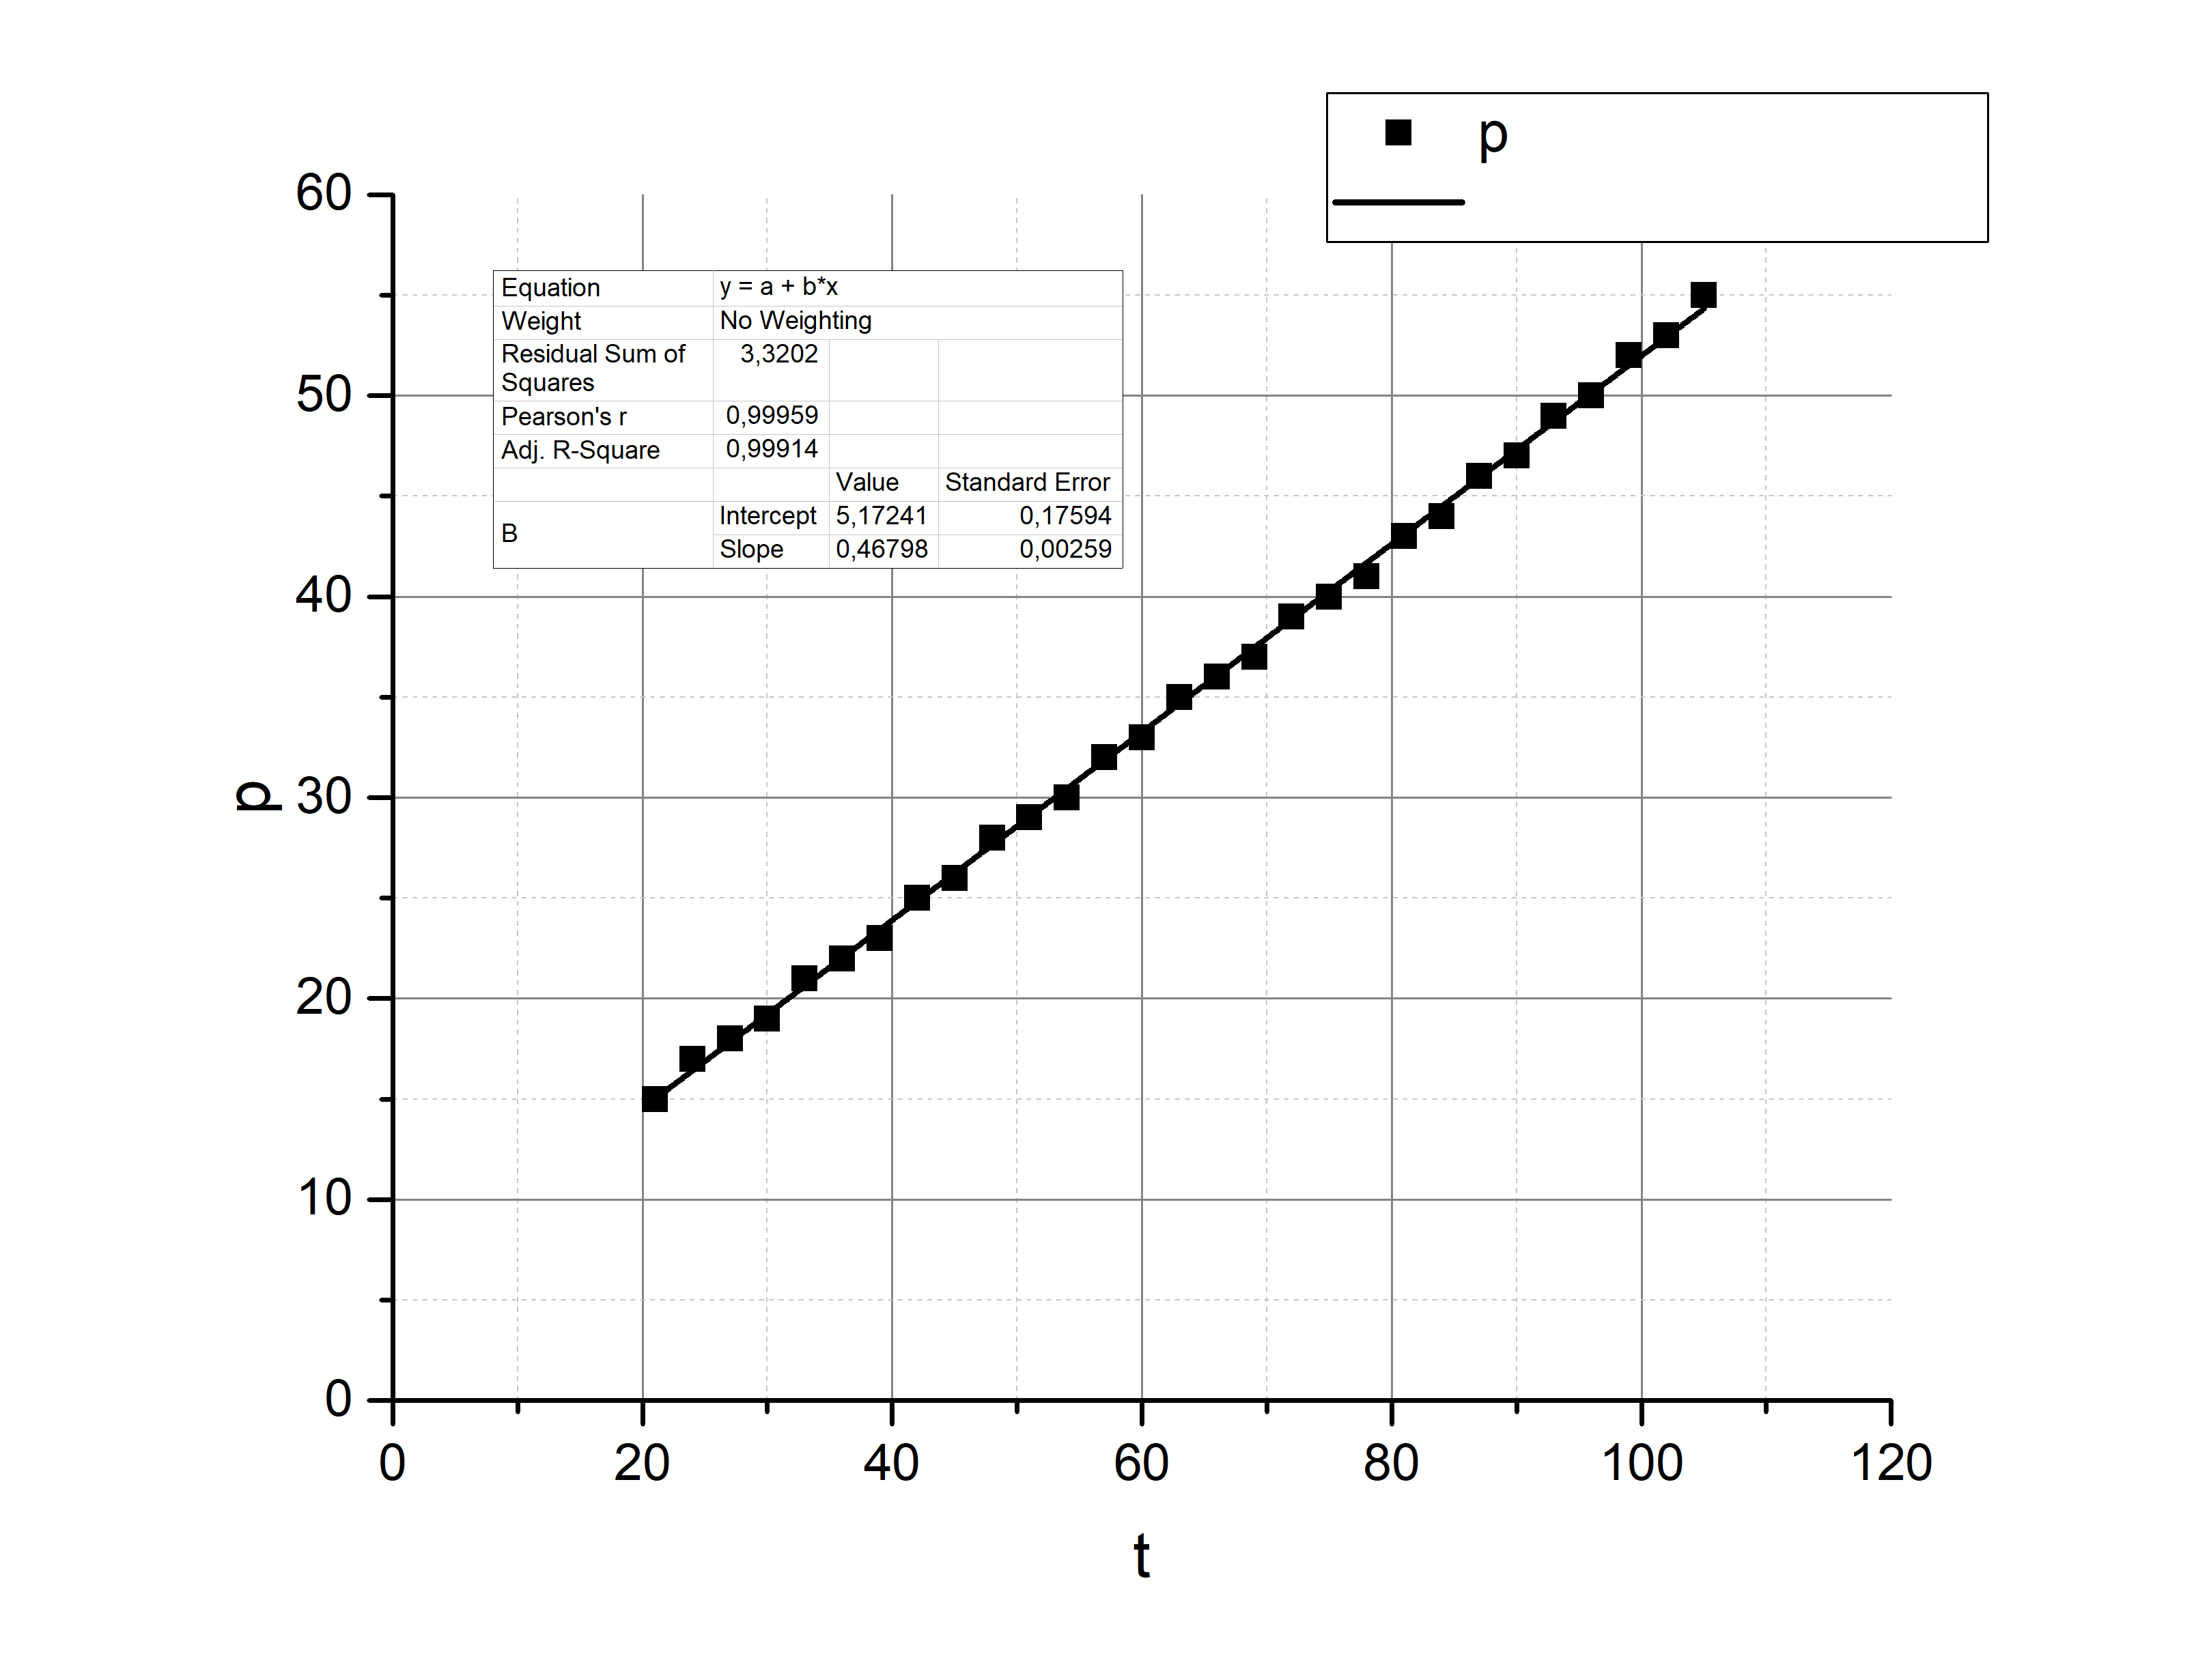 p
60
50
40
30
20
10
0
p
Equation y = a + b*x
Weight No Weighting
Residual Sum of Squares 3,3202
Pearson's r 0,99959
Adj. R-Square 0,99914
Value Standard Error
B Intercept 5,17241 0,17594
Slope 0,46798 0,00259
0 20 40 60 80 100 120
t